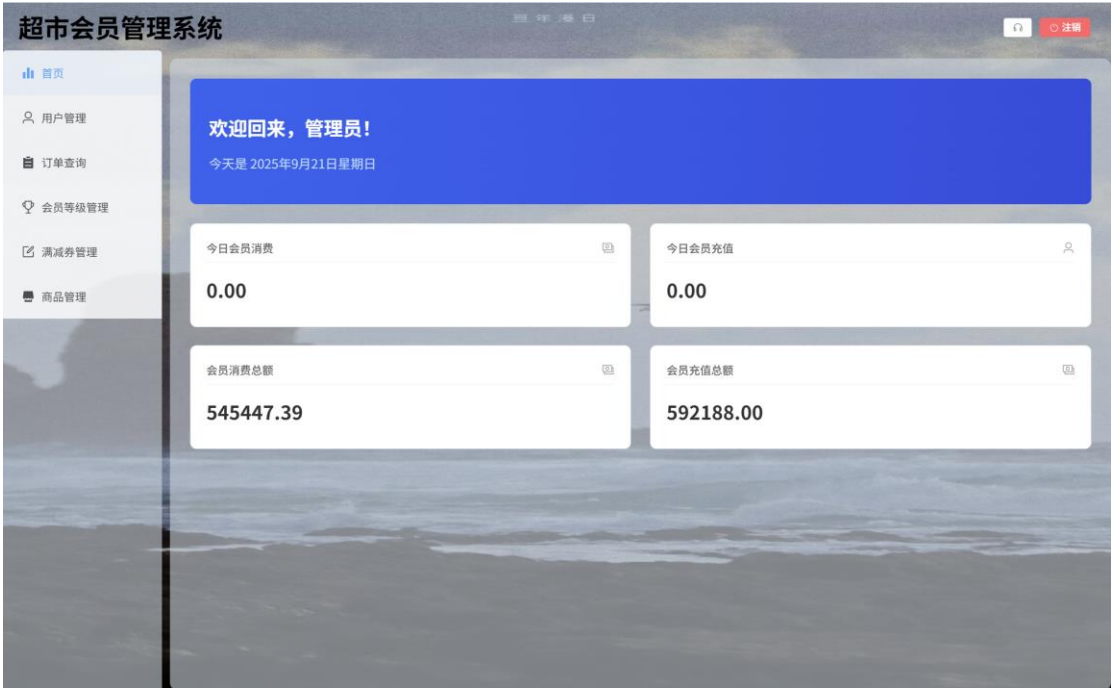 超市会员管理系统
注销
首页
用户管理
订单查询
会员等级管理
满减券管理
商品管理
欢迎回来，管理员！
今天是 2025年9月21日星期日
今日会员消费
0.00
今日会员充值
0.00
会员消费总额
545447.39
会员充值总额
592188.00